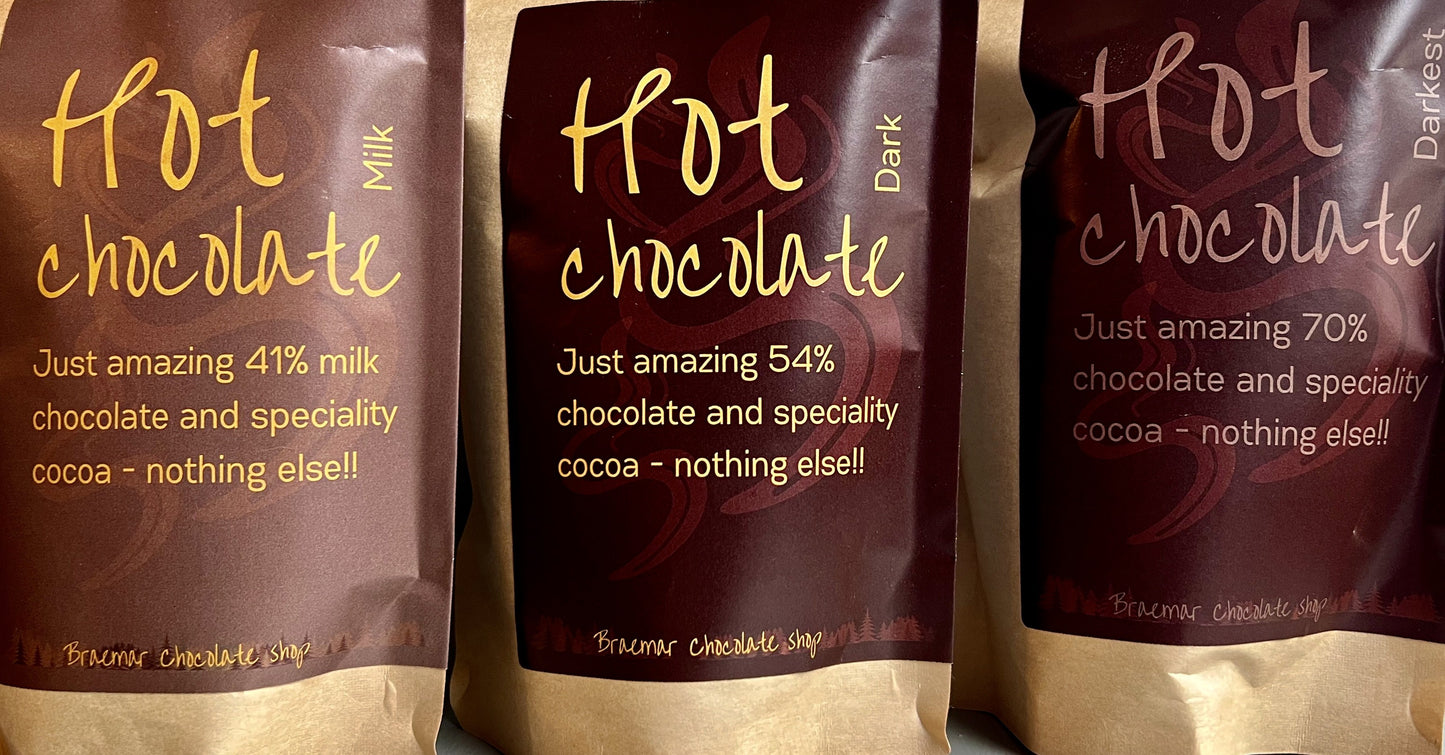 Hot
chocolate
Milk
Just amazing 41% milk
chocolate and speciality
cocoa - nothing else!!
Braemar chocolate shop
Hot
chocolate
Dark
Just amazing 54%
chocolate and speciality
cocoa - nothing else!!
Braemar chocolate shop
Hot
chocolate
Darkest
Just amazing 70%
chocolate and speciality
cocoa - nothing else!!
Braemar chocolate shop